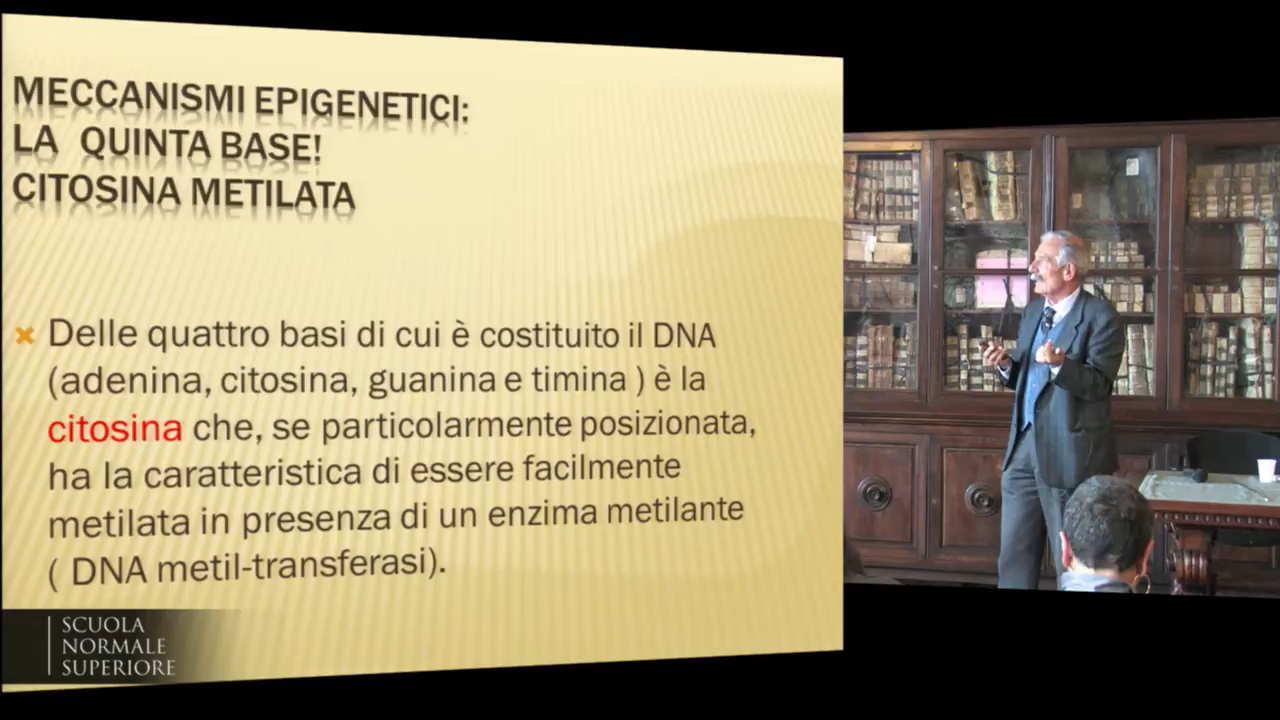 MECCANISMI EPIGENETICI:
LA QUINTA BASE!
CITOSINA METILATA
Delle quattro basi di cui è costituito il DNA
(adenina, citosina, guanina e timina ) è la
citosina che, se particolarmente posizionata,
ha la caratteristica di essere facilmente
metilata in presenza di un enzima metilante
( DNA metil-transferasi).
SCUOLA
NORMALE
SUPERIORE